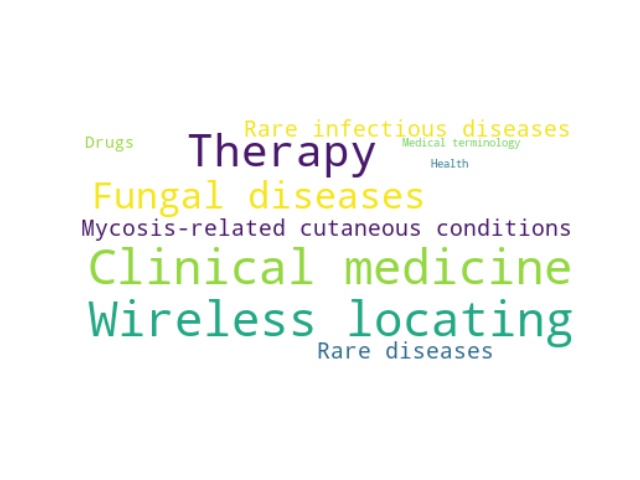 Rare infectious diseases
Drugs
Therapy
Medical terminology
Health
Fungal diseases
Mycosis-related cutaneous conditions
Clinical medicine
Wireless locating
Rare diseases